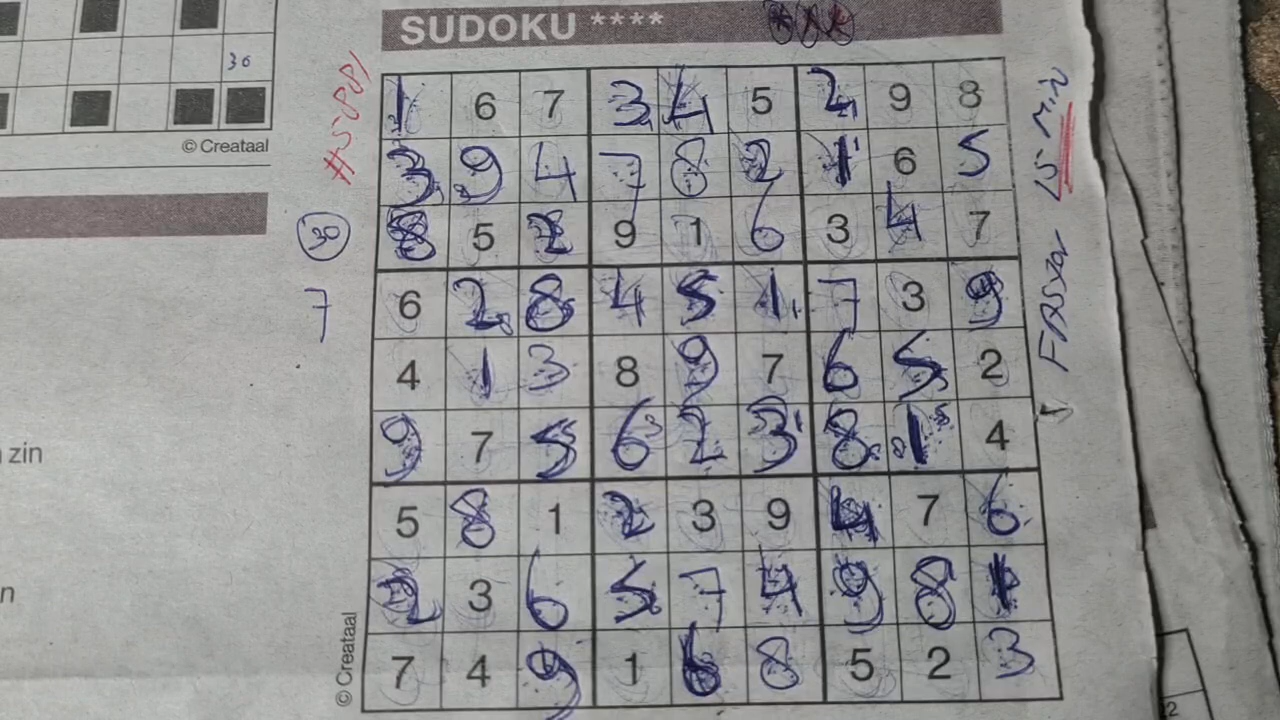 SUDOKU ****
36
© Creataal
#5881
1 6 7 3 4 5 2 9 8
3 9 4 7 8 2 1 6 5
8 5 2 9 1 6 3 4 7
6 2 8 4 5 1 7 3 9
4 1 3 8 9 7 6 5 2
9 7 5 6 2 3 8 1 4
5 8 1 2 3 9 4 7 6
2 3 6 5 7 4 9 8 1
7 4 9 1 6 8 5 2 3
30
7
zin
n
© Creataal
2